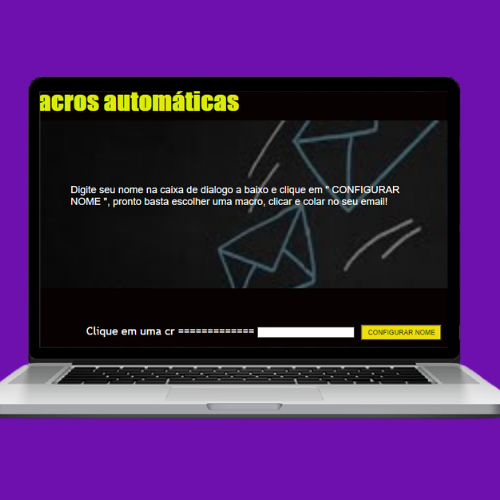 acros automáticas
Digite seu nome na caixa de dialogo a baixo e clique em " CONFIGURAR
NOME ", pronto basta escolher uma macro, clicar e colar no seu email!
Clique em uma cr ============= CONFIGURAR NOME